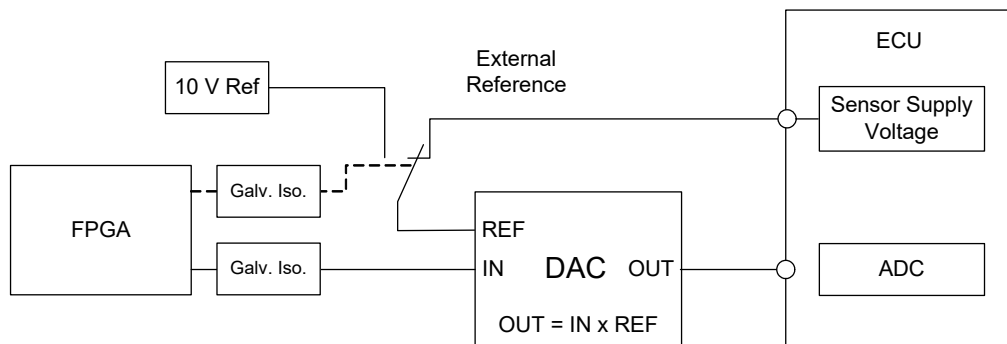 ECU
External
Reference
10 V Ref
Sensor Supply
Voltage
Galv. Iso.
FPGA
REF
Galv. Iso.
IN
DAC
OUT
ADC
OUT = IN x REF